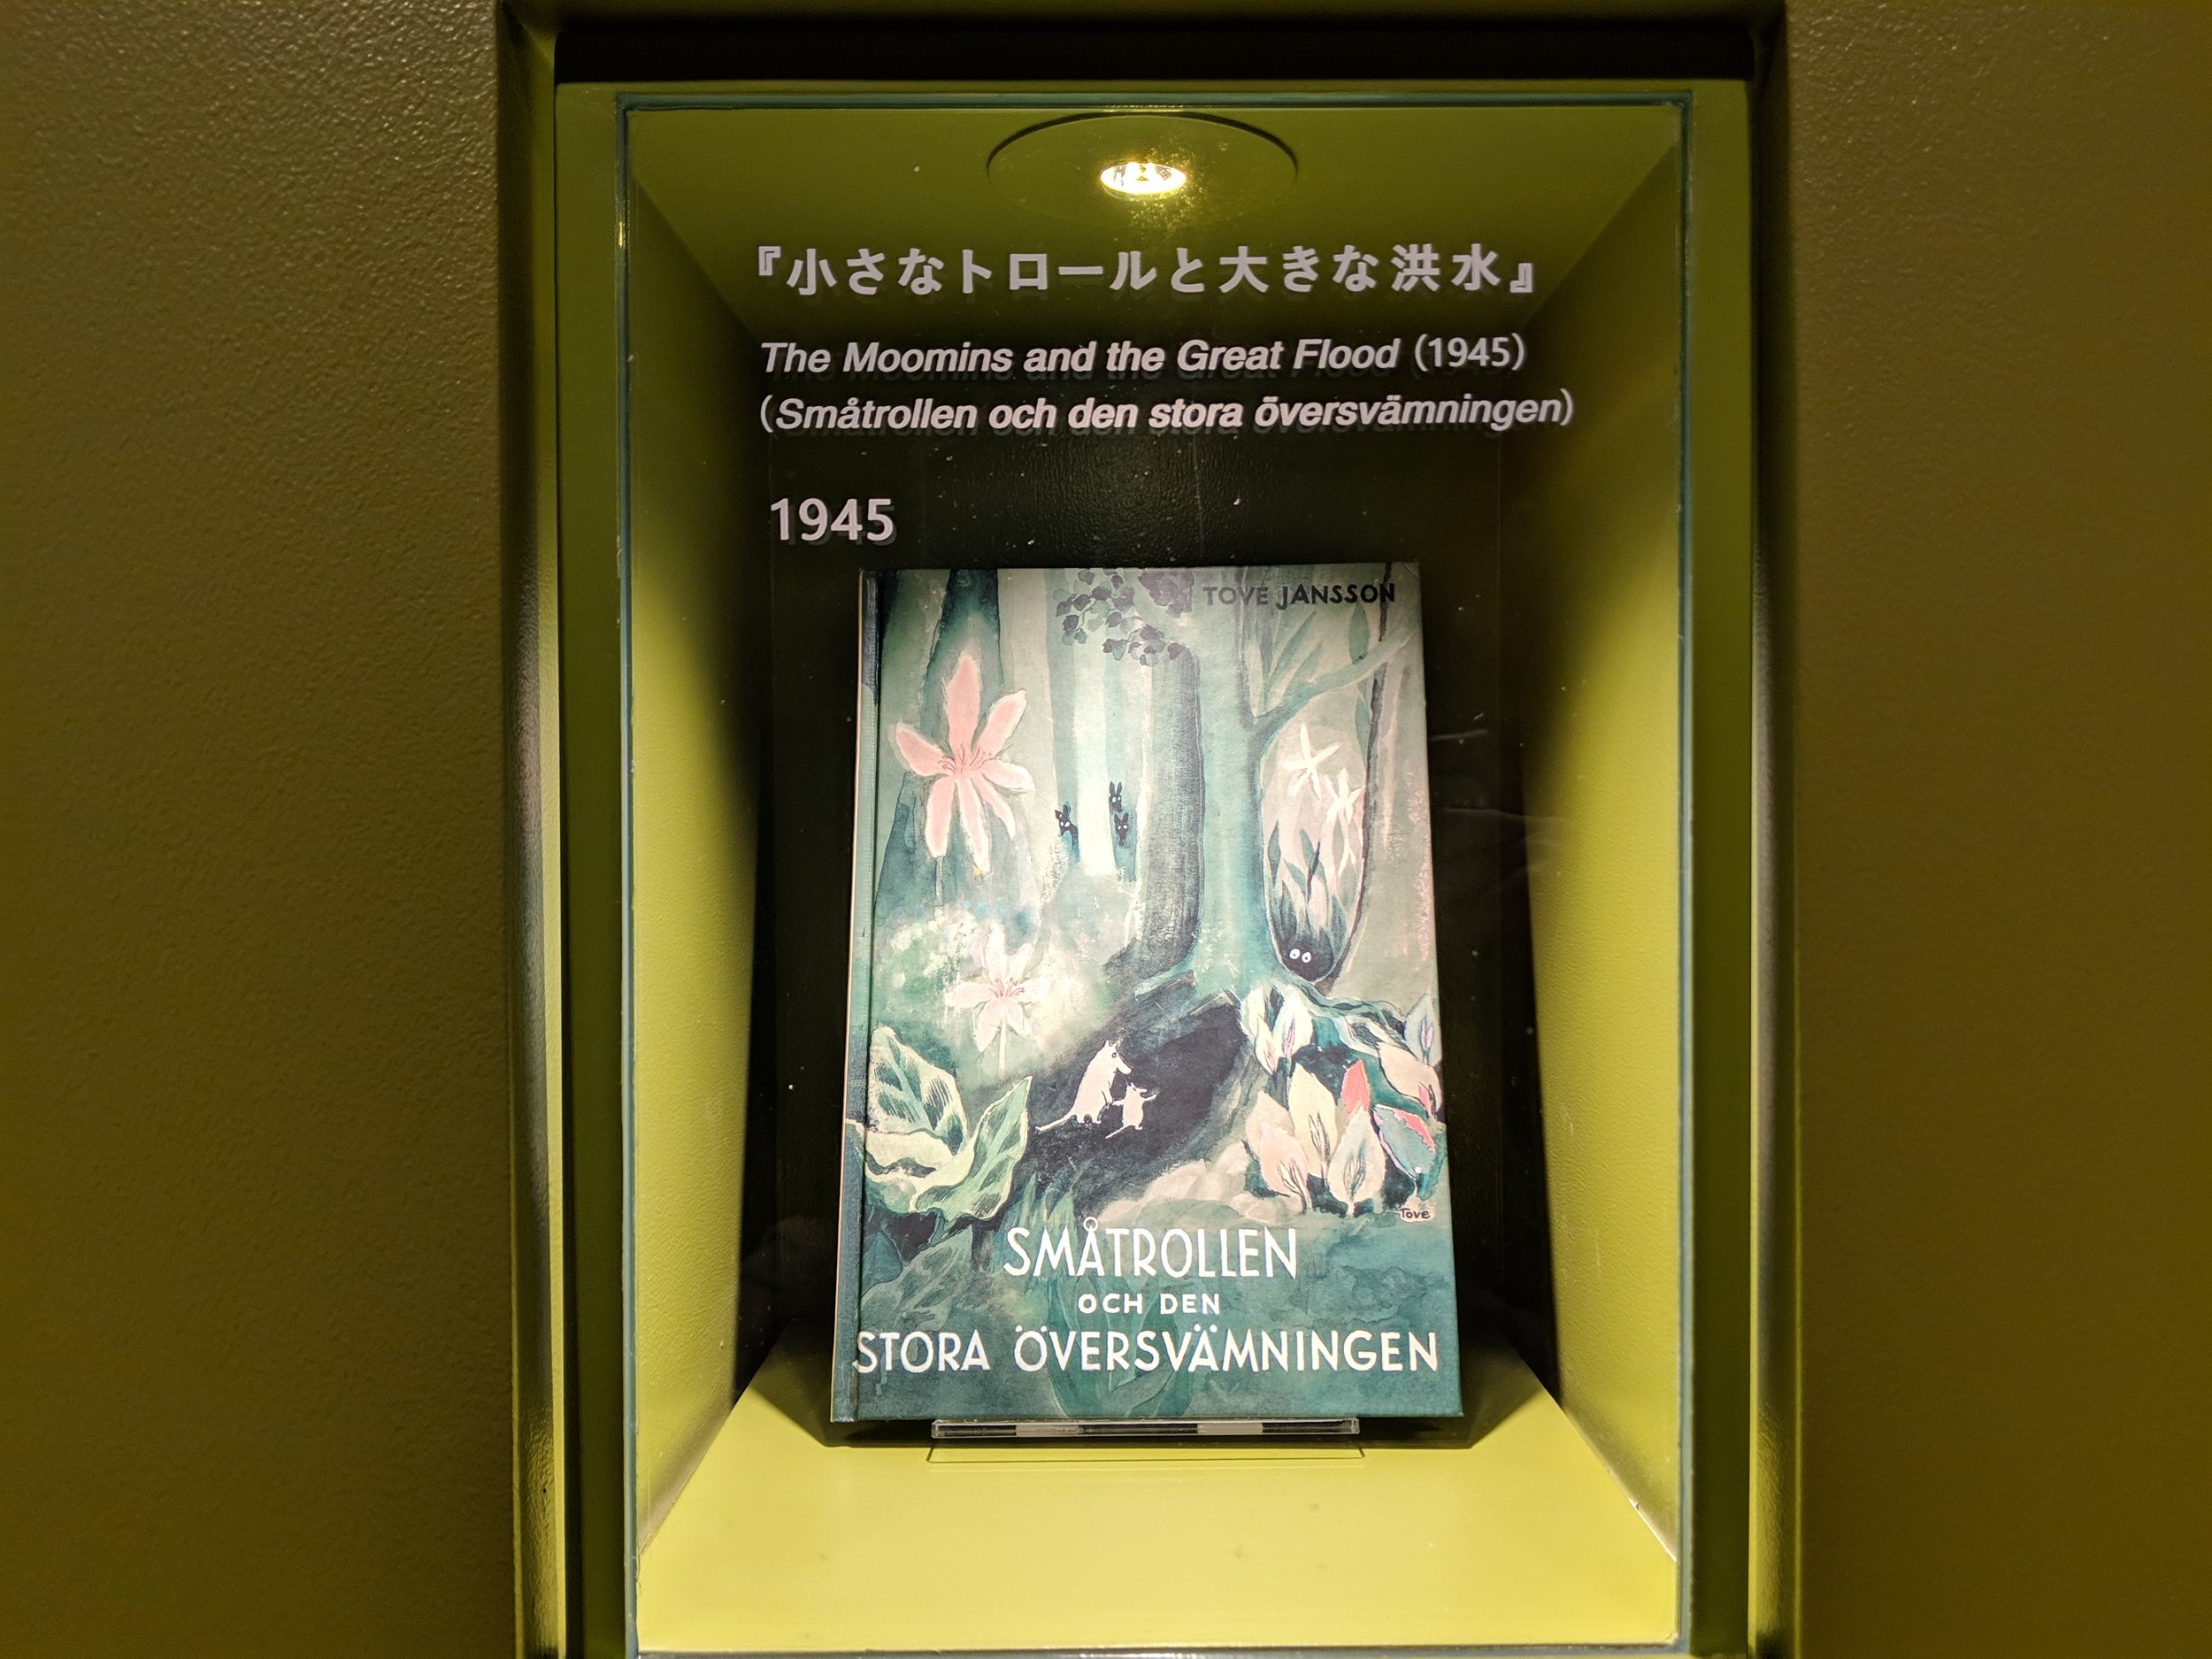 『小さなトロールと大きな洪水』
The Moomins and the Great Flood (1945)
(Småtrollen och den stora översvämningen)
1945
TOVE JANSSON
Tove
SMÅTROLLEN
OCH DEN
STORA ÖVERSVÄMNINGEN